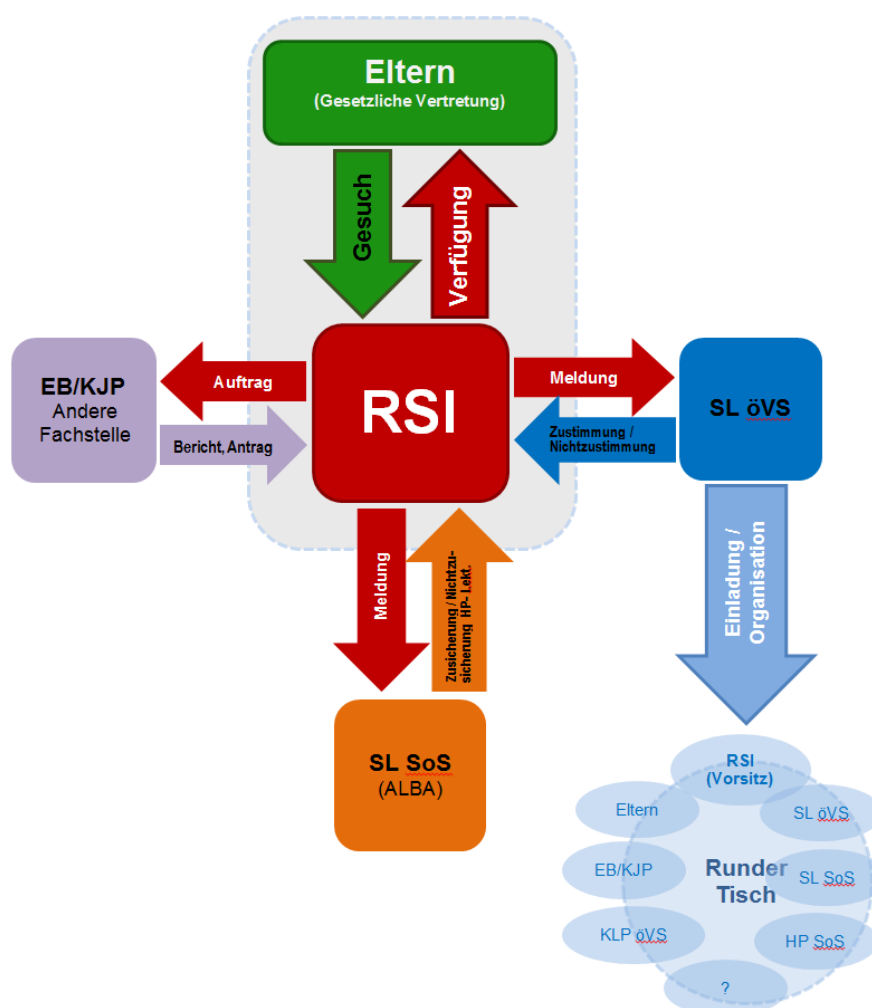 Eltern
(Gesetzliche Vertretung)
Gesuch
Verfügung
EB/KJP
Andere
Fachstelle
Auftrag
Bericht, Antrag
RSI
Meldung
Zustimmung /
Nichtzustimmung
SL öVS
Meldung
Zusicherung / Nichtzu-
sicherung HP- Lekt.
Einladung /
Organisation
SL SoS
(ALBA)
RSI
(Vorsitz)
Eltern
SL öVS
EB/KJP
Runder
Tisch
SL SoS
KLP öVS
HP SoS
?